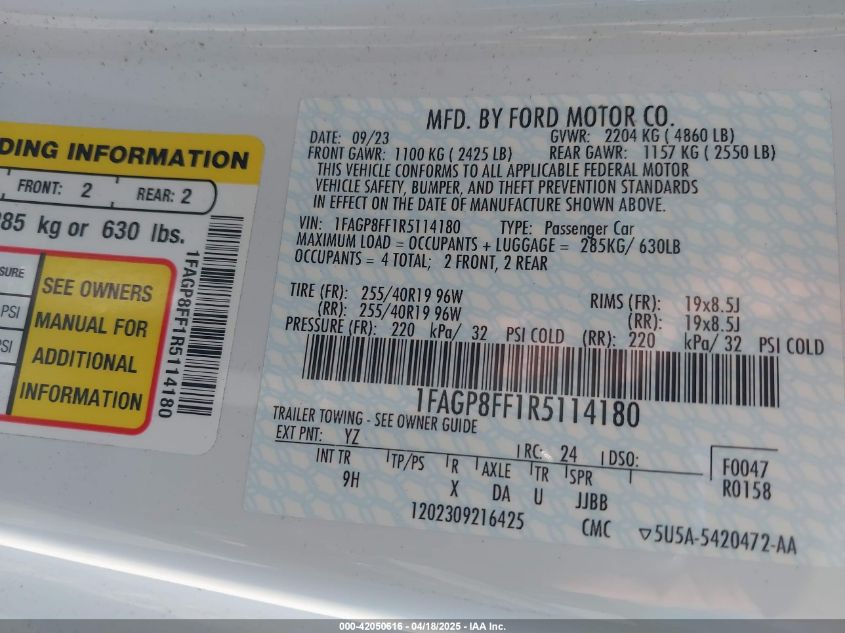 DING INFORMATION
FRONT: 2 REAR: 2
85 kg or 630 lbs.
SURE
PSI
PSI
SEE OWNERS
MANUAL FOR
ADDITIONAL
INFORMATION
1FAGP8FF1R5114180
MFD. BY FORD MOTOR CO.
DATE: 09/23 GVWR: 2204 KG ( 4860 LB)
FRONT GAWR: 1100 KG ( 2425 LB) REAR GAWR: 1157 KG ( 2550 LB)
THIS VEHICLE CONFORMS TO ALL APPLICABLE FEDERAL MOTOR
VEHICLE SAFETY, BUMPER, AND THEFT PREVENTION STANDARDS
IN EFFECT ON THE DATE OF MANUFACTURE SHOWN ABOVE.
VIN: 1FAGP8FF1R5114180 TYPE: Passenger Car
MAXIMUM LOAD = OCCUPANTS + LUGGAGE = 285KG/ 630LB
OCCUPANTS = 4 TOTAL; 2 FRONT, 2 REAR
TIRE (FR): 255/40R19 96W RIMS (FR): 19x8.5J
(RR): 255/40R19 96W (RR): 19x8.5J
PRESSURE (FR): 220 kPa/ 32 PSI COLD (RR): 220 kPa/ 32 PSI COLD
1FAGP8FF1R5114180
TRAILER TOWING - SEE OWNER GUIDE
EXT PNT: YZ RC: 24 DSO: F0047
INT TR TP/PS R AXLE TR SPR R0158
9H X DA U JJBB
1202309216425 CMC ▽5U5A-5420472-AA
000-42050616 - 04/18/2025 - IAA Inc.